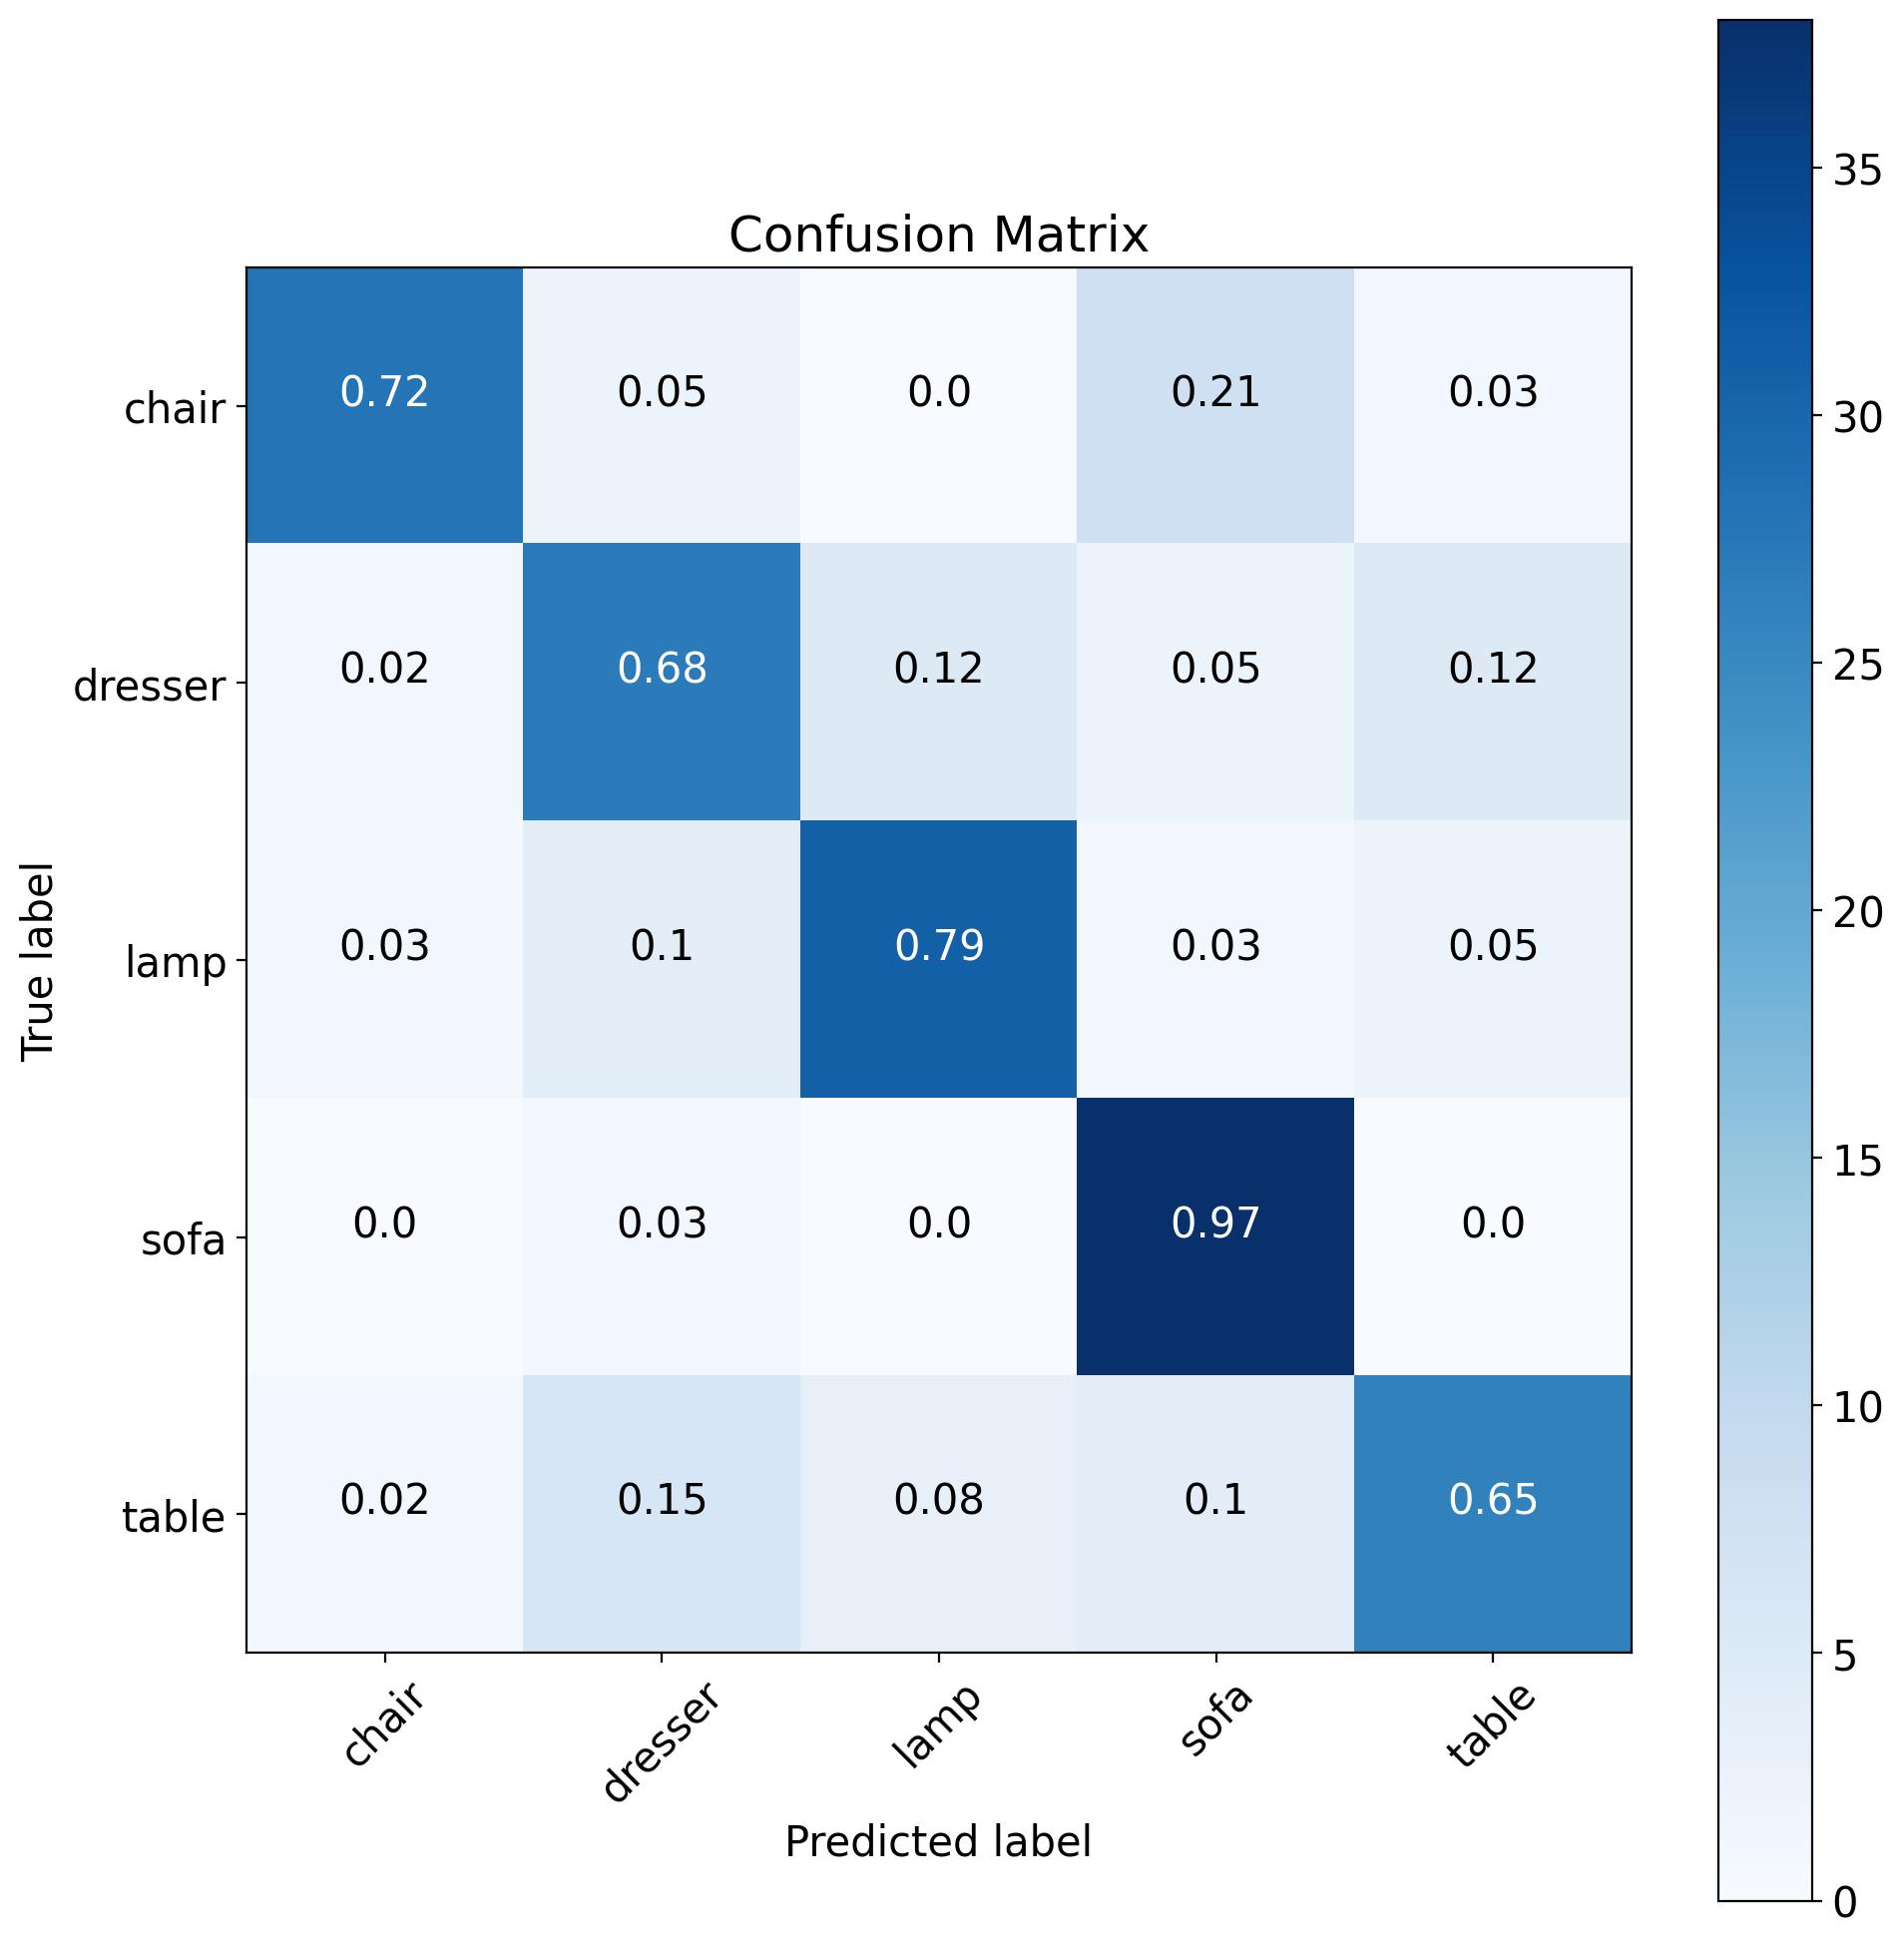 Confusion Matrix
chair 0.72 0.05 0.0 0.21 0.03
dresser 0.02 0.68 0.12 0.05 0.12
lamp 0.03 0.1 0.79 0.03 0.05
sofa 0.0 0.03 0.0 0.97 0.0
table 0.02 0.15 0.08 0.1 0.65
True label
chair dresser lamp sofa table
Predicted label
35
30
25
20
15
10
5
0